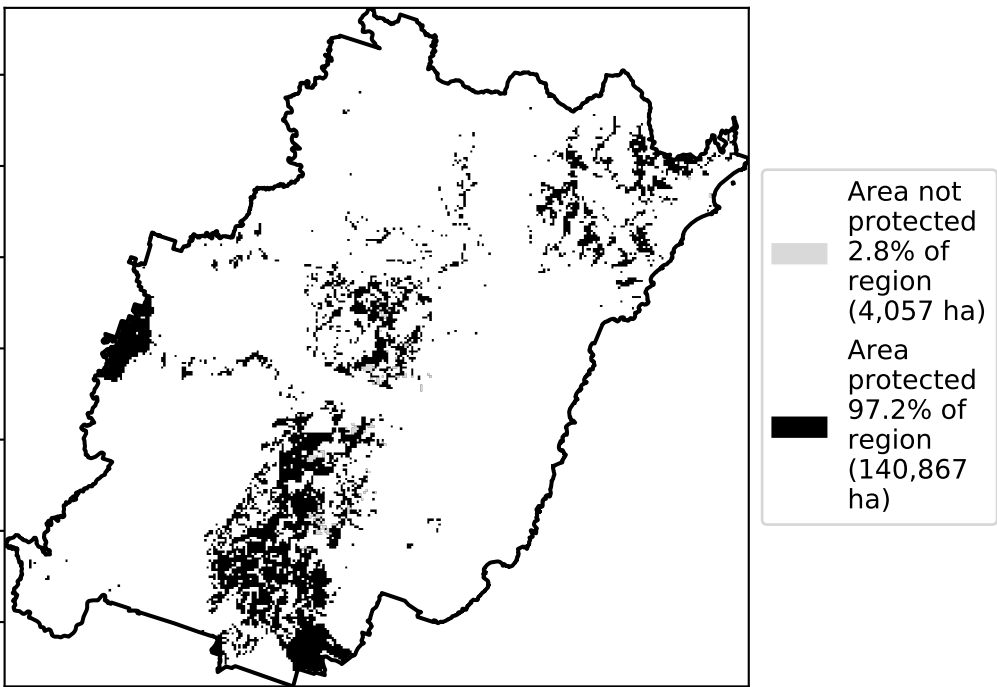 Area not
protected
2.8% of
region
(4,057 ha)
Area
protected
97.2% of
region
(140,867
ha)